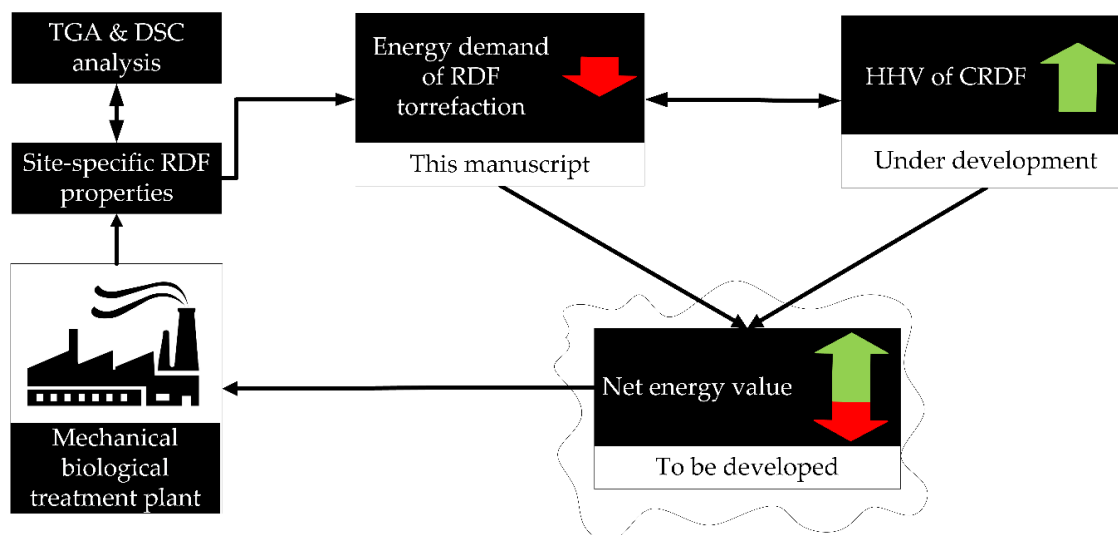 TGA & DSC
analysis
Site-specific RDF
properties
Mechanical
biological
treatment plant
Energy demand
of RDF
torrefaction
This manuscript
HHV of CRDF
Under development
Net energy value
To be developed